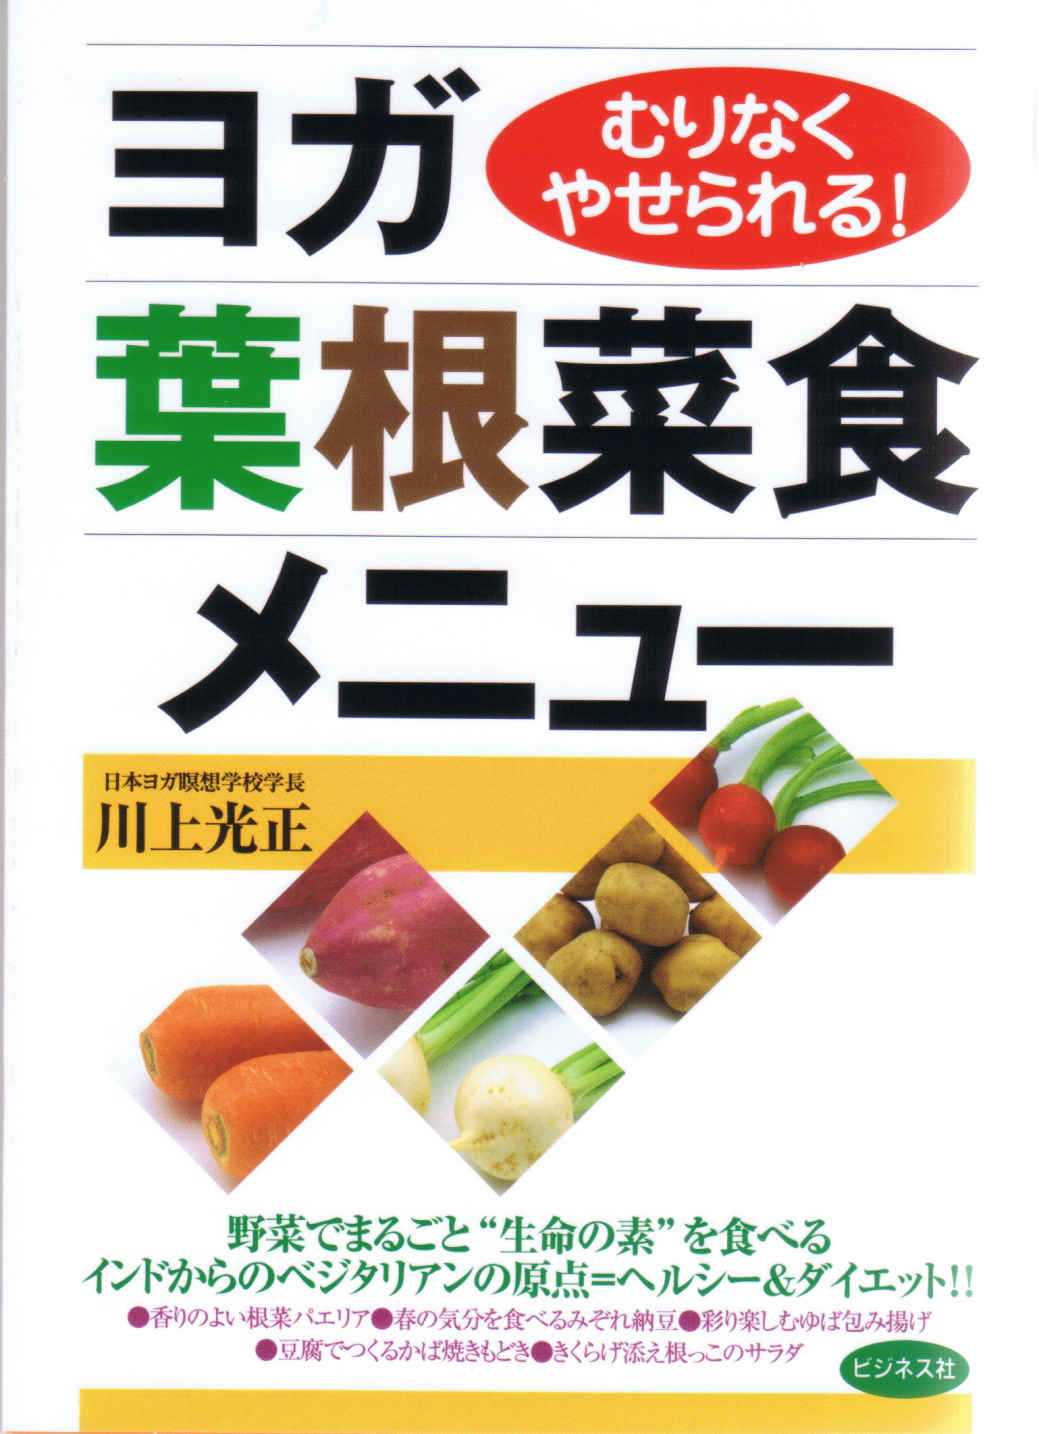 ヨガ
むりなく
やせられる!
葉根菜食
メニュー
日本ヨガ瞑想学校学長
川上光正
野菜でまるごと“生命の素”を食べる
インドからのベジタリアンの原点=ヘルシー&ダイエット!!
●香りのよい根菜パエリア●春の気分を食べるみぞれ納豆●彩り楽しむゆば包み揚げ
●豆腐でつくるかば焼きもどき●きくらげ添え根っこのサラダ
ビジネス社